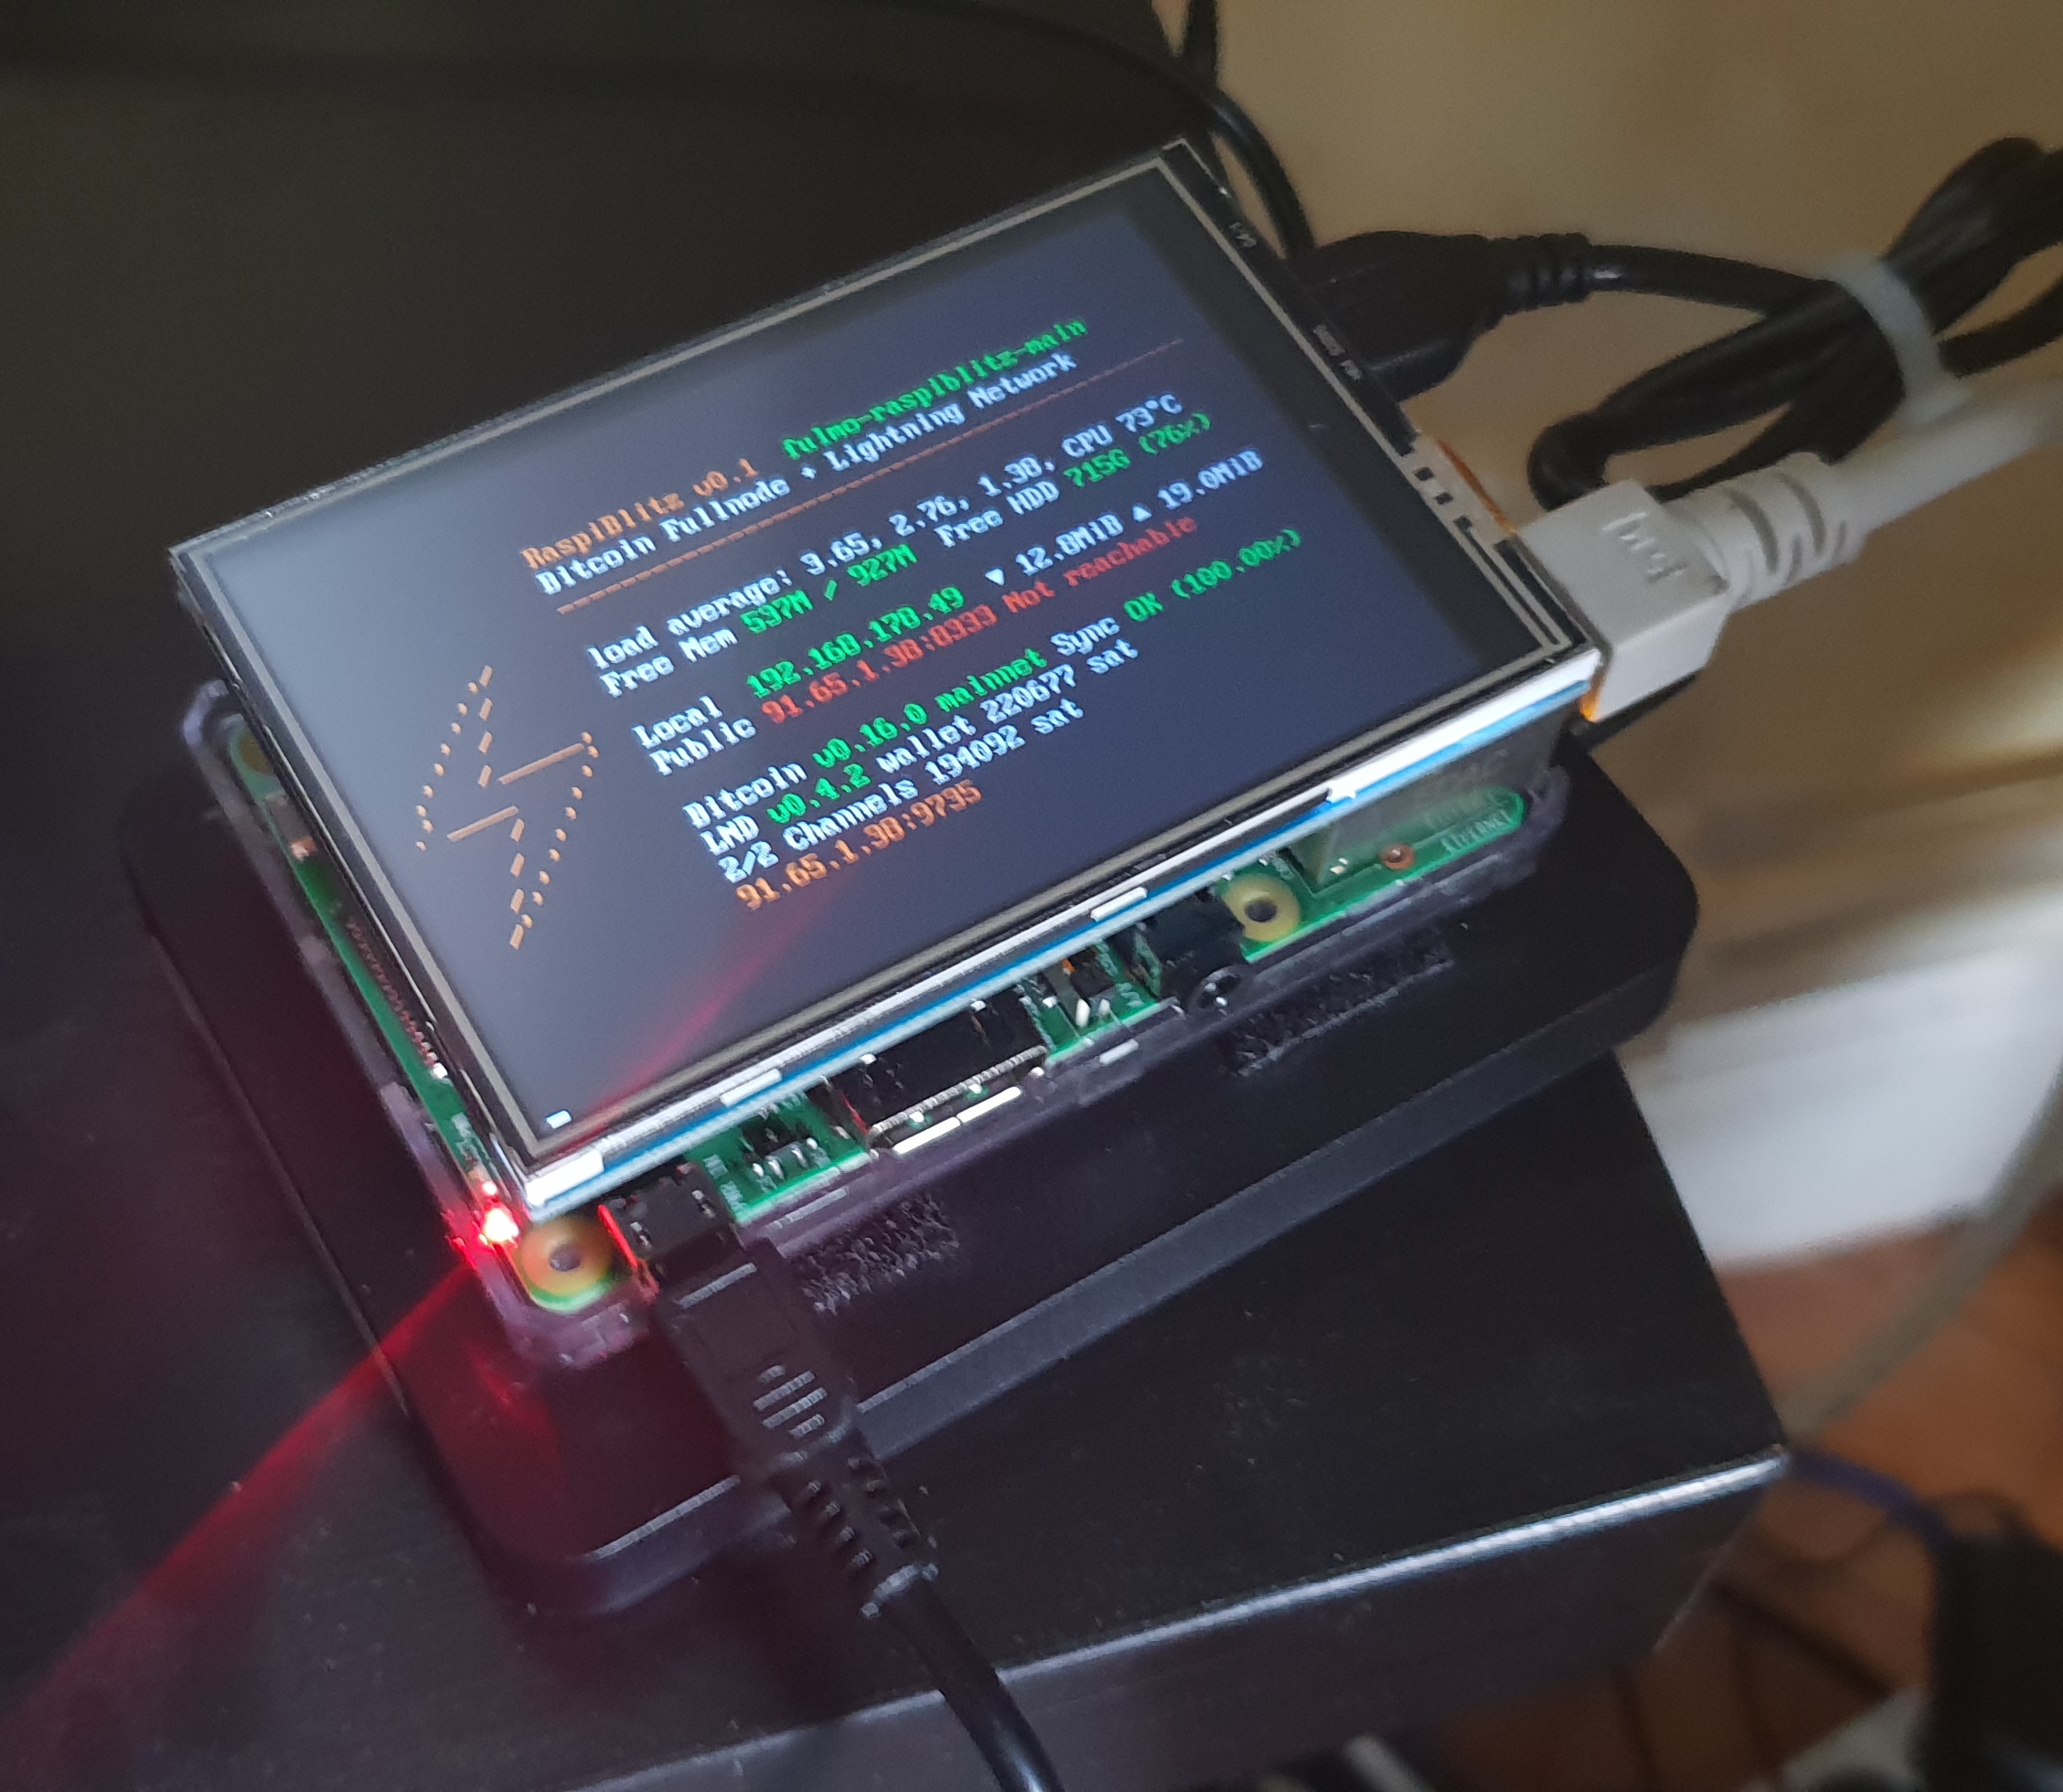 RaspiBlitz v0.1 fulmo-raspiblitz-main
Bitcoin Fullnode + Lightning Network
load average: 3.65, 2.76, 1.38, CPU 73°C
Free Mem 597M / 927M Free HDD 715G (76%)
Local 192.168.178.49 ▼ 12.8MiB ▲ 19.0MiB
Public 91.65.1.38:8333 Not reachable
Bitcoin v0.16.0 mainnet Sync OK (100.00%)
LND v0.4.2 wallet 220677 sat
2/2 Channels 194092 sat
91.65.1.38:9735